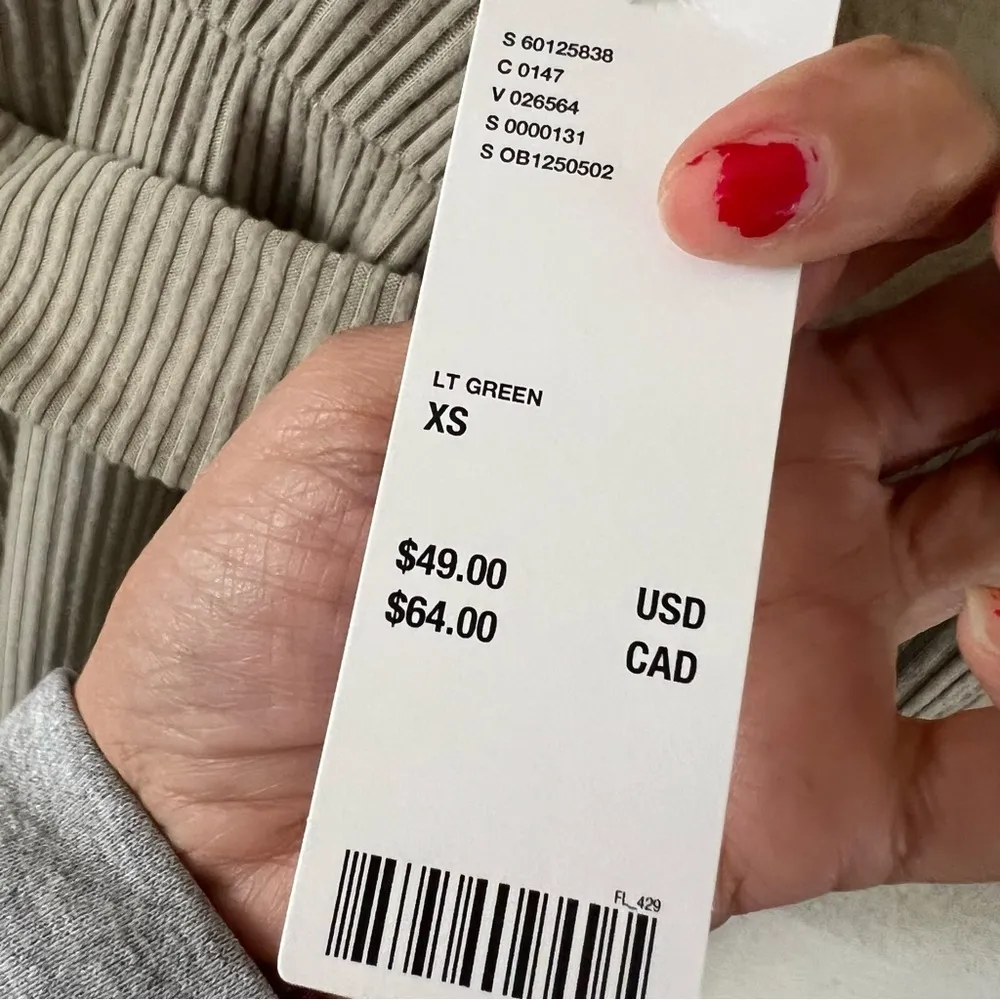 S 60125838
C 0147
V 026564
S 0000131
S OB1250502
LT GREEN
XS
$49.00 USD
$64.00 CAD
FL_429